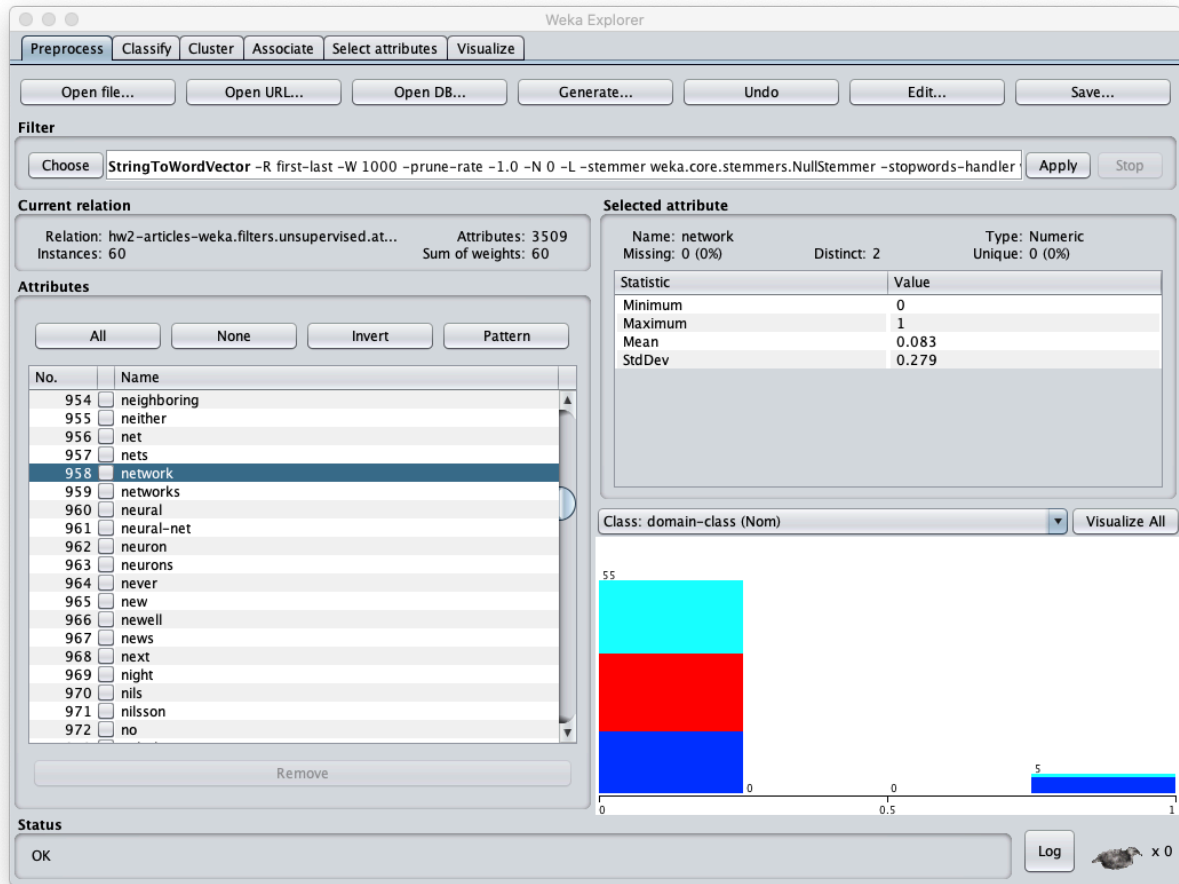 Weka Explorer
Preprocess Classify Cluster Associate Select attributes Visualize
Open file... Open URL... Open DB... Generate... Undo Edit... Save...
Filter
Choose StringToWordVector -R first-last -W 1000 -prune-rate -1.0 -N 0 -L -stemmer weka.core.stemmers.NullStemmer -stopwords-handler Apply Stop
Current relation
Relation: hw2-articles-weka.filters.unsupervised.at... Attributes: 3509
Instances: 60 Sum of weights: 60
Attributes
All None Invert Pattern
No. Name
954 neighboring
955 neither
956 net
957 nets
958 network
959 networks
960 neural
961 neural-net
962 neuron
963 neurons
964 never
965 new
966 newell
967 news
968 next
969 night
970 nils
971 nilsson
972 no
Remove
Selected attribute
Name: network Type: Numeric
Missing: 0 (0%) Distinct: 2 Unique: 0 (0%)
Statistic Value
Minimum 0
Maximum 1
Mean 0.083
StdDev 0.279
Class: domain-class (Nom) Visualize All
55
5
0 0
0 0.5 1
Status
OK Log x 0